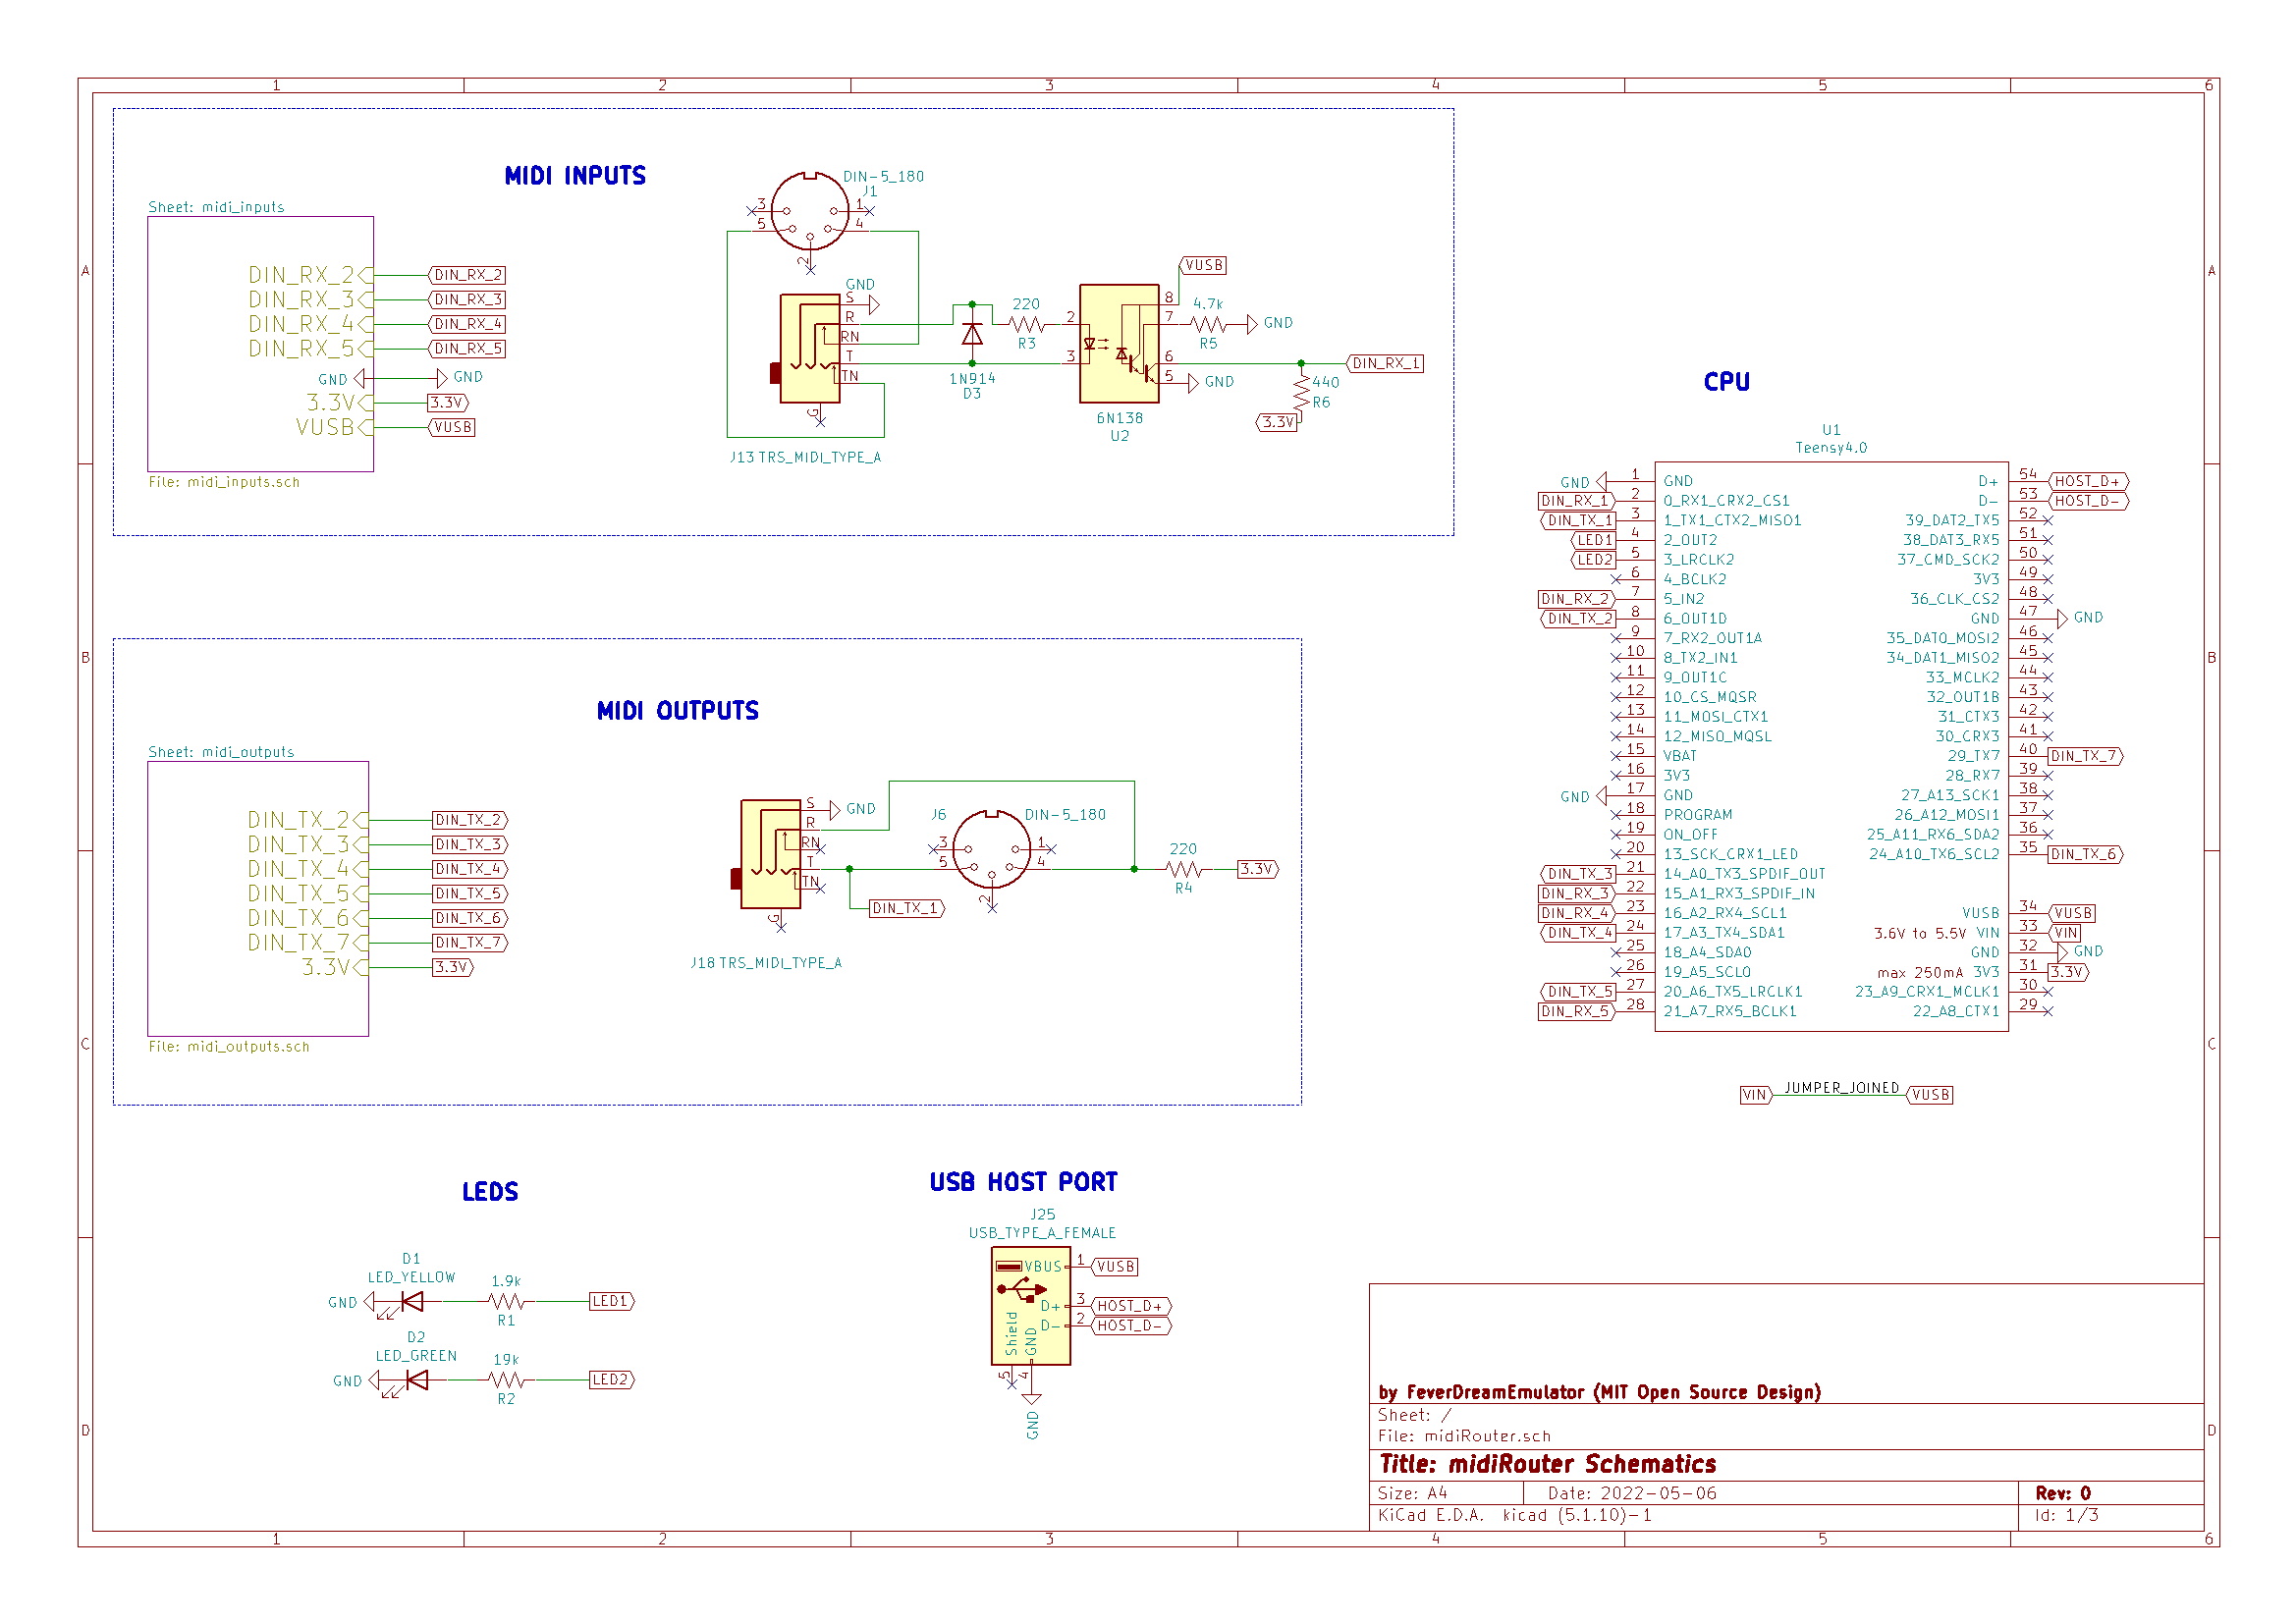 1 2 3 4 5 6
A
B
C
D
A
B
C
D
1 2 3 4 5 6
MIDI INPUTS
Sheet: midi_inputs
DIN_RX_2 DIN_RX_2
DIN_RX_3 DIN_RX_3
DIN_RX_4 DIN_RX_4
DIN_RX_5 DIN_RX_5
GND GND
3.3V 3.3V
VUSB VUSB
File: midi_inputs.sch
DIN-5_180
J1
3 1
5 4
2
GND
S
R
RN
T
TN
G
J13 TRS_MIDI_TYPE_A
1N914
D3
220
R3
2
3
8
7
6
5
6N138
U2
VUSB
4.7k
R5
GND
GND
DIN_RX_1
440
R6
3.3V
MIDI OUTPUTS
Sheet: midi_outputs
DIN_TX_2 DIN_TX_2
DIN_TX_3 DIN_TX_3
DIN_TX_4 DIN_TX_4
DIN_TX_5 DIN_TX_5
DIN_TX_6 DIN_TX_6
DIN_TX_7 DIN_TX_7
3.3V 3.3V
File: midi_outputs.sch
S GND
R
RN
T
TN
G
J18 TRS_MIDI_TYPE_A
DIN_TX_1
J6 DIN-5_180
3 1
5 4
2
220
R4
3.3V
CPU
U1
Teensy4.0
GND 1 GND
DIN_RX_1 2 0_RX1_CRX2_CS1
DIN_TX_1 3 1_TX1_CTX2_MISO1
LED1 4 2_OUT2
LED2 5 3_LRCLK2
6 4_BCLK2
DIN_RX_2 7 5_IN2
DIN_TX_2 8 6_OUT1D
9 7_RX2_OUT1A
10 8_TX2_IN1
11 9_OUT1C
12 10_CS_MQSR
13 11_MOSI_CTX1
14 12_MISO_MQSL
15 VBAT
16 3V3
GND 17 GND
18 PROGRAM
19 ON_OFF
20 13_SCK_CRX1_LED
DIN_TX_3 21 14_A0_TX3_SPDIF_OUT
DIN_RX_3 22 15_A1_RX3_SPDIF_IN
DIN_RX_4 23 16_A2_RX4_SCL1
DIN_TX_4 24 17_A3_TX4_SDA1
25 18_A4_SDA0
26 19_A5_SCL0
DIN_TX_5 27 20_A6_TX5_LRCLK1
DIN_RX_5 28 21_A7_RX5_BCLK1
D+ 54 HOST_D+
D- 53 HOST_D-
39_DAT2_TX5 52
38_DAT3_RX5 51
37_CMD_SCK2 50
3V3 49
36_CLK_CS2 48
GND 47 GND
35_DAT0_MOSI2 46
34_DAT1_MISO2 45
33_MCLK2 44
32_OUT1B 43
31_CTX3 42
30_CRX3 41
29_TX7 40 DIN_TX_7
28_RX7 39
27_A13_SCK1 38
26_A12_MOSI1 37
25_A11_RX6_SDA2 36
24_A10_TX6_SCL2 35 DIN_TX_6
VUSB 34 VUSB
3.6V to 5.5V VIN 33 VIN
GND 32 GND
max 250mA 3V3 31 3.3V
23_A9_CRX1_MCLK1 30
22_A8_CTX1 29
VIN JUMPER_JOINED VUSB
LEDS
D1
LED_YELLOW
GND
1.9k
R1
LED1
D2
LED_GREEN
GND
19k
R2
LED2
USB HOST PORT
J25
USB_TYPE_A_FEMALE
VBUS 1 VUSB
D+ 3 HOST_D+
D- 2 HOST_D-
Shield
GND
5
4
GND
by FeverDreamEmulator (MIT Open Source Design)
Sheet: /
File: midiRouter.sch
Title: midiRouter Schematics
Size: A4 Date: 2022-05-06 Rev: 0
KiCad E.D.A. kicad (5.1.10)-1 Id: 1/3